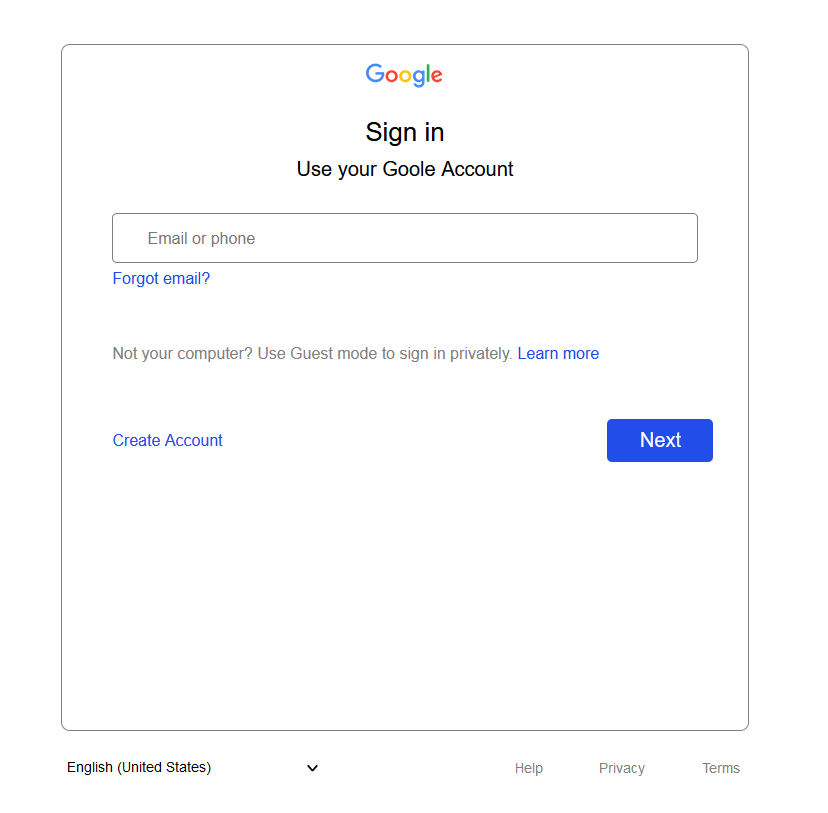 Google
Sign in
Use your Goole Account
Email or phone
Forgot email?
Not your computer? Use Guest mode to sign in privately. Learn more
Create Account
Next
English (United States)
Help
Privacy
Terms